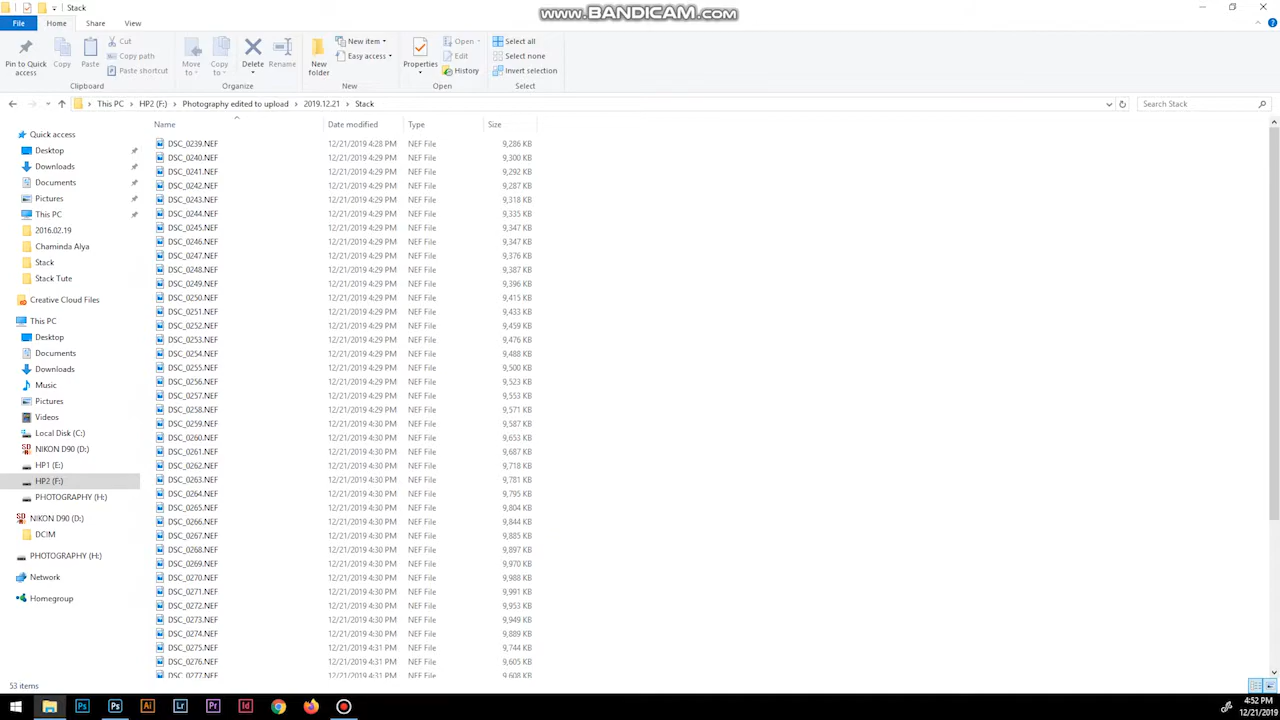 Stack
www.BANDICAM.com
File Home Share View
Pin to Quick access
Copy
Paste
Cut
Copy path
Paste shortcut
Clipboard
Move to
Copy to
Delete
Rename
Organize
New folder
New item
Easy access
New
Properties
Open
Edit
History
Open
Select all
Select none
Invert selection
Select
This PC > HP2 (F:) > Photography edited to upload > 2019.12.21 > Stack
Search Stack
Quick access
Desktop
Downloads
Documents
Pictures
This PC
2016.02.19
Chaminda Alya
Stack
Stack Tute
Creative Cloud Files
This PC
Desktop
Documents
Downloads
Music
Pictures
Videos
Local Disk (C:)
NIKON D90 (D:)
HP1 (E:)
HP2 (F:)
PHOTOGRAPHY (H:)
NIKON D90 (D:)
DCIM
PHOTOGRAPHY (H:)
Network
Homegroup
Name Date modified Type Size
DSC_0239.NEF 12/21/2019 4:28 PM NEF File 9,286 KB
DSC_0240.NEF 12/21/2019 4:29 PM NEF File 9,300 KB
DSC_0241.NEF 12/21/2019 4:29 PM NEF File 9,292 KB
DSC_0242.NEF 12/21/2019 4:29 PM NEF File 9,287 KB
DSC_0243.NEF 12/21/2019 4:29 PM NEF File 9,318 KB
DSC_0244.NEF 12/21/2019 4:29 PM NEF File 9,335 KB
DSC_0245.NEF 12/21/2019 4:29 PM NEF File 9,347 KB
DSC_0246.NEF 12/21/2019 4:29 PM NEF File 9,347 KB
DSC_0247.NEF 12/21/2019 4:29 PM NEF File 9,376 KB
DSC_0248.NEF 12/21/2019 4:29 PM NEF File 9,387 KB
DSC_0249.NEF 12/21/2019 4:29 PM NEF File 9,396 KB
DSC_0250.NEF 12/21/2019 4:29 PM NEF File 9,415 KB
DSC_0251.NEF 12/21/2019 4:29 PM NEF File 9,433 KB
DSC_0252.NEF 12/21/2019 4:29 PM NEF File 9,459 KB
DSC_0253.NEF 12/21/2019 4:29 PM NEF File 9,476 KB
DSC_0254.NEF 12/21/2019 4:29 PM NEF File 9,488 KB
DSC_0255.NEF 12/21/2019 4:29 PM NEF File 9,500 KB
DSC_0256.NEF 12/21/2019 4:29 PM NEF File 9,523 KB
DSC_0257.NEF 12/21/2019 4:29 PM NEF File 9,553 KB
DSC_0258.NEF 12/21/2019 4:29 PM NEF File 9,571 KB
DSC_0259.NEF 12/21/2019 4:30 PM NEF File 9,587 KB
DSC_0260.NEF 12/21/2019 4:30 PM NEF File 9,653 KB
DSC_0261.NEF 12/21/2019 4:30 PM NEF File 9,687 KB
DSC_0262.NEF 12/21/2019 4:30 PM NEF File 9,718 KB
DSC_0263.NEF 12/21/2019 4:30 PM NEF File 9,781 KB
DSC_0264.NEF 12/21/2019 4:30 PM NEF File 9,795 KB
DSC_0265.NEF 12/21/2019 4:30 PM NEF File 9,804 KB
DSC_0266.NEF 12/21/2019 4:30 PM NEF File 9,844 KB
DSC_0267.NEF 12/21/2019 4:30 PM NEF File 9,885 KB
DSC_0268.NEF 12/21/2019 4:30 PM NEF File 9,897 KB
DSC_0269.NEF 12/21/2019 4:30 PM NEF File 9,970 KB
DSC_0270.NEF 12/21/2019 4:30 PM NEF File 9,988 KB
DSC_0271.NEF 12/21/2019 4:30 PM NEF File 9,991 KB
DSC_0272.NEF 12/21/2019 4:30 PM NEF File 9,953 KB
DSC_0273.NEF 12/21/2019 4:30 PM NEF File 9,949 KB
DSC_0274.NEF 12/21/2019 4:30 PM NEF File 9,889 KB
DSC_0275.NEF 12/21/2019 4:31 PM NEF File 9,744 KB
DSC_0276.NEF 12/21/2019 4:31 PM NEF File 9,605 KB
DSC_0277.NEF 12/21/2019 4:31 PM NEF File 9,608 KB
53 items
Ps Ps Ai Lr Pr Id
4:52 PM
12/21/2019